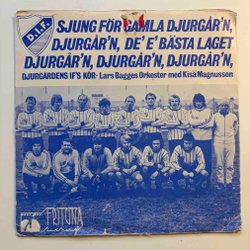 D.I.F.
SJUNG FÖR GAMLA DJURGÅR'N,
DJURGÅR'N, DE' E' BÄSTA LAGET
DJURGÅR'N, DJURGÅR'N, DJURGÅR'N,
DJURGÅRDENS IF'S KÖR · Lars Bagges Orkester med Kisa Magnusson
FRITUNA